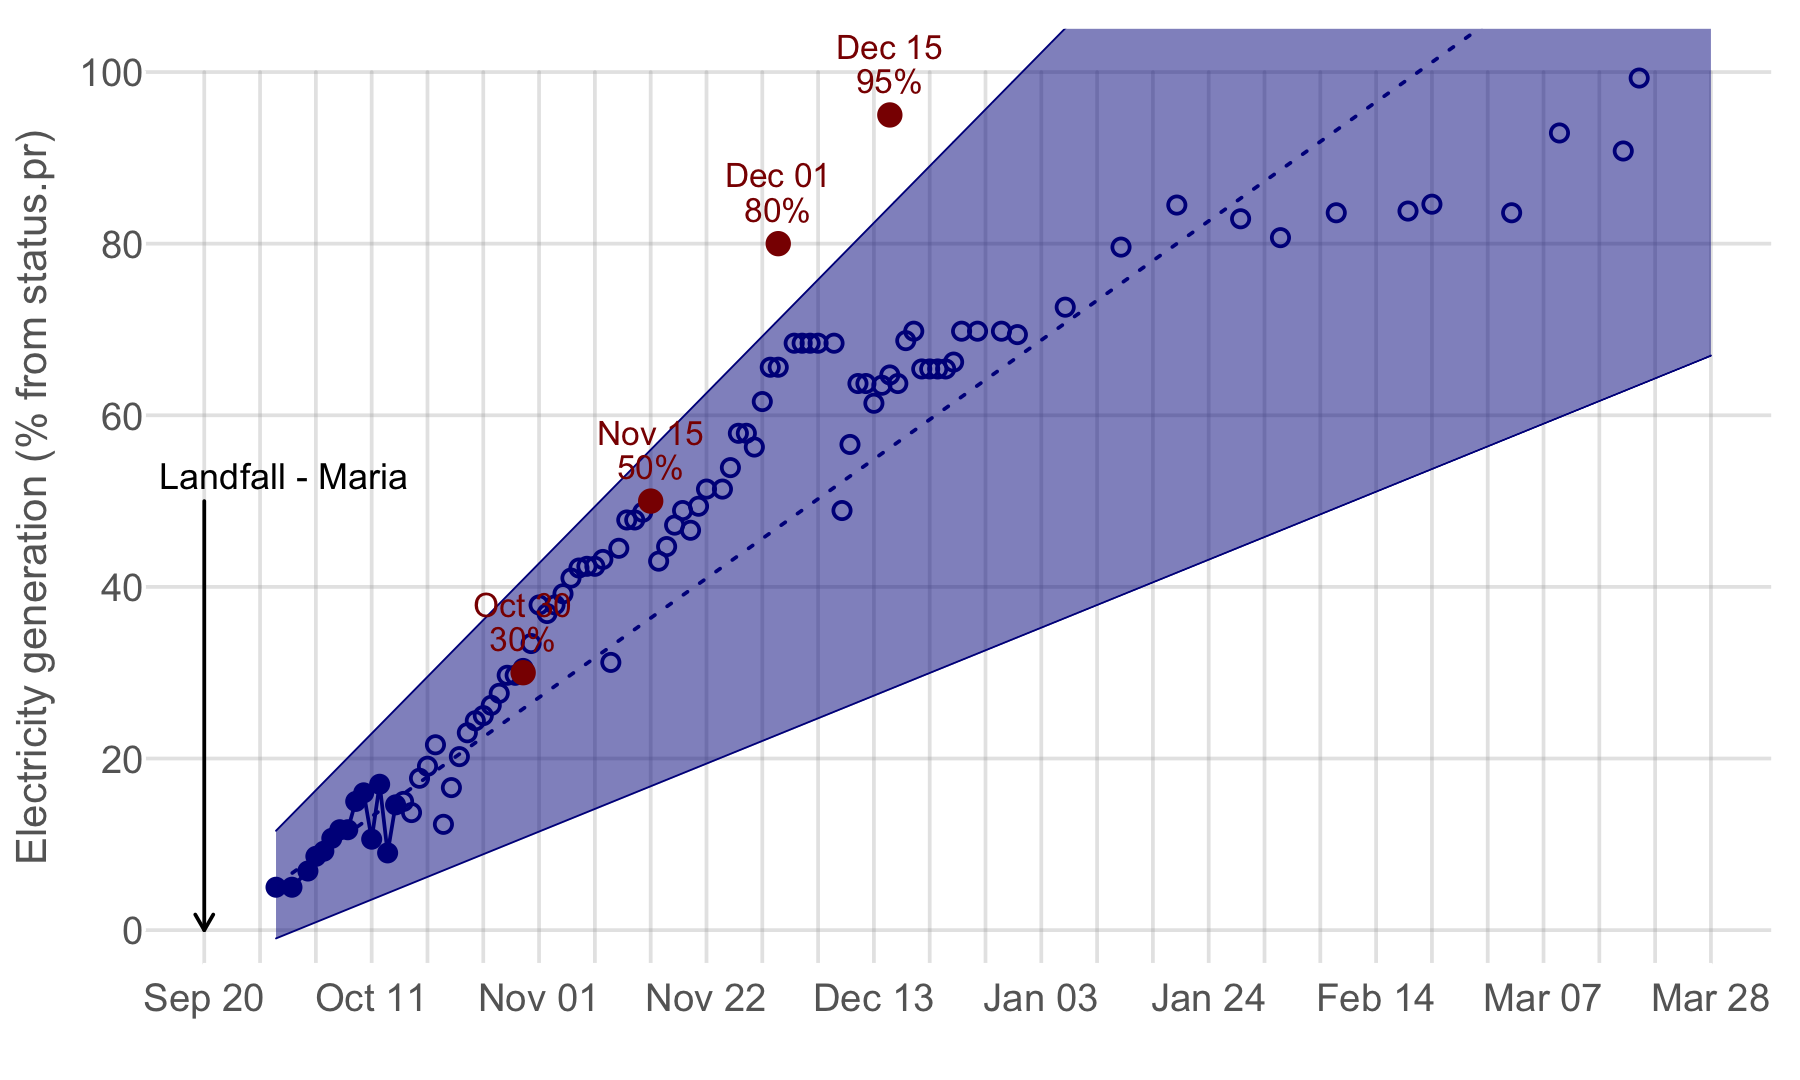 Electricity generation (% from status.pr)
100
80
60
40
20
0
Dec 15
95%
Dec 01
80%
Nov 15
50%
Oct 30
30%
Landfall - Maria
Sep 20 Oct 11 Nov 01 Nov 22 Dec 13 Jan 03 Jan 24 Feb 14 Mar 07 Mar 28